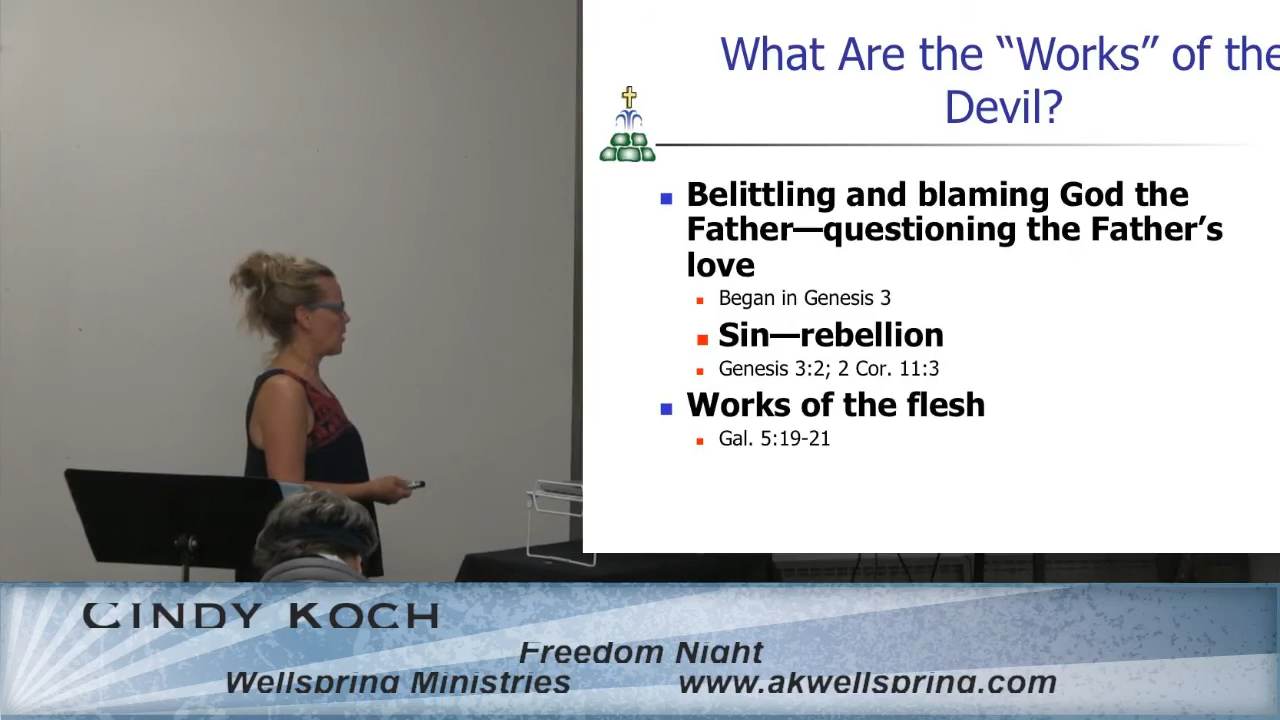 What Are the “Works” of the
Devil?
Belittling and blaming God the
Father—questioning the Father’s
love
Began in Genesis 3
Sin—rebellion
Genesis 3:2; 2 Cor. 11:3
Works of the flesh
Gal. 5:19-21
CINDY KOCH
Freedom Night
Wellspring Ministries www.akwellspring.com